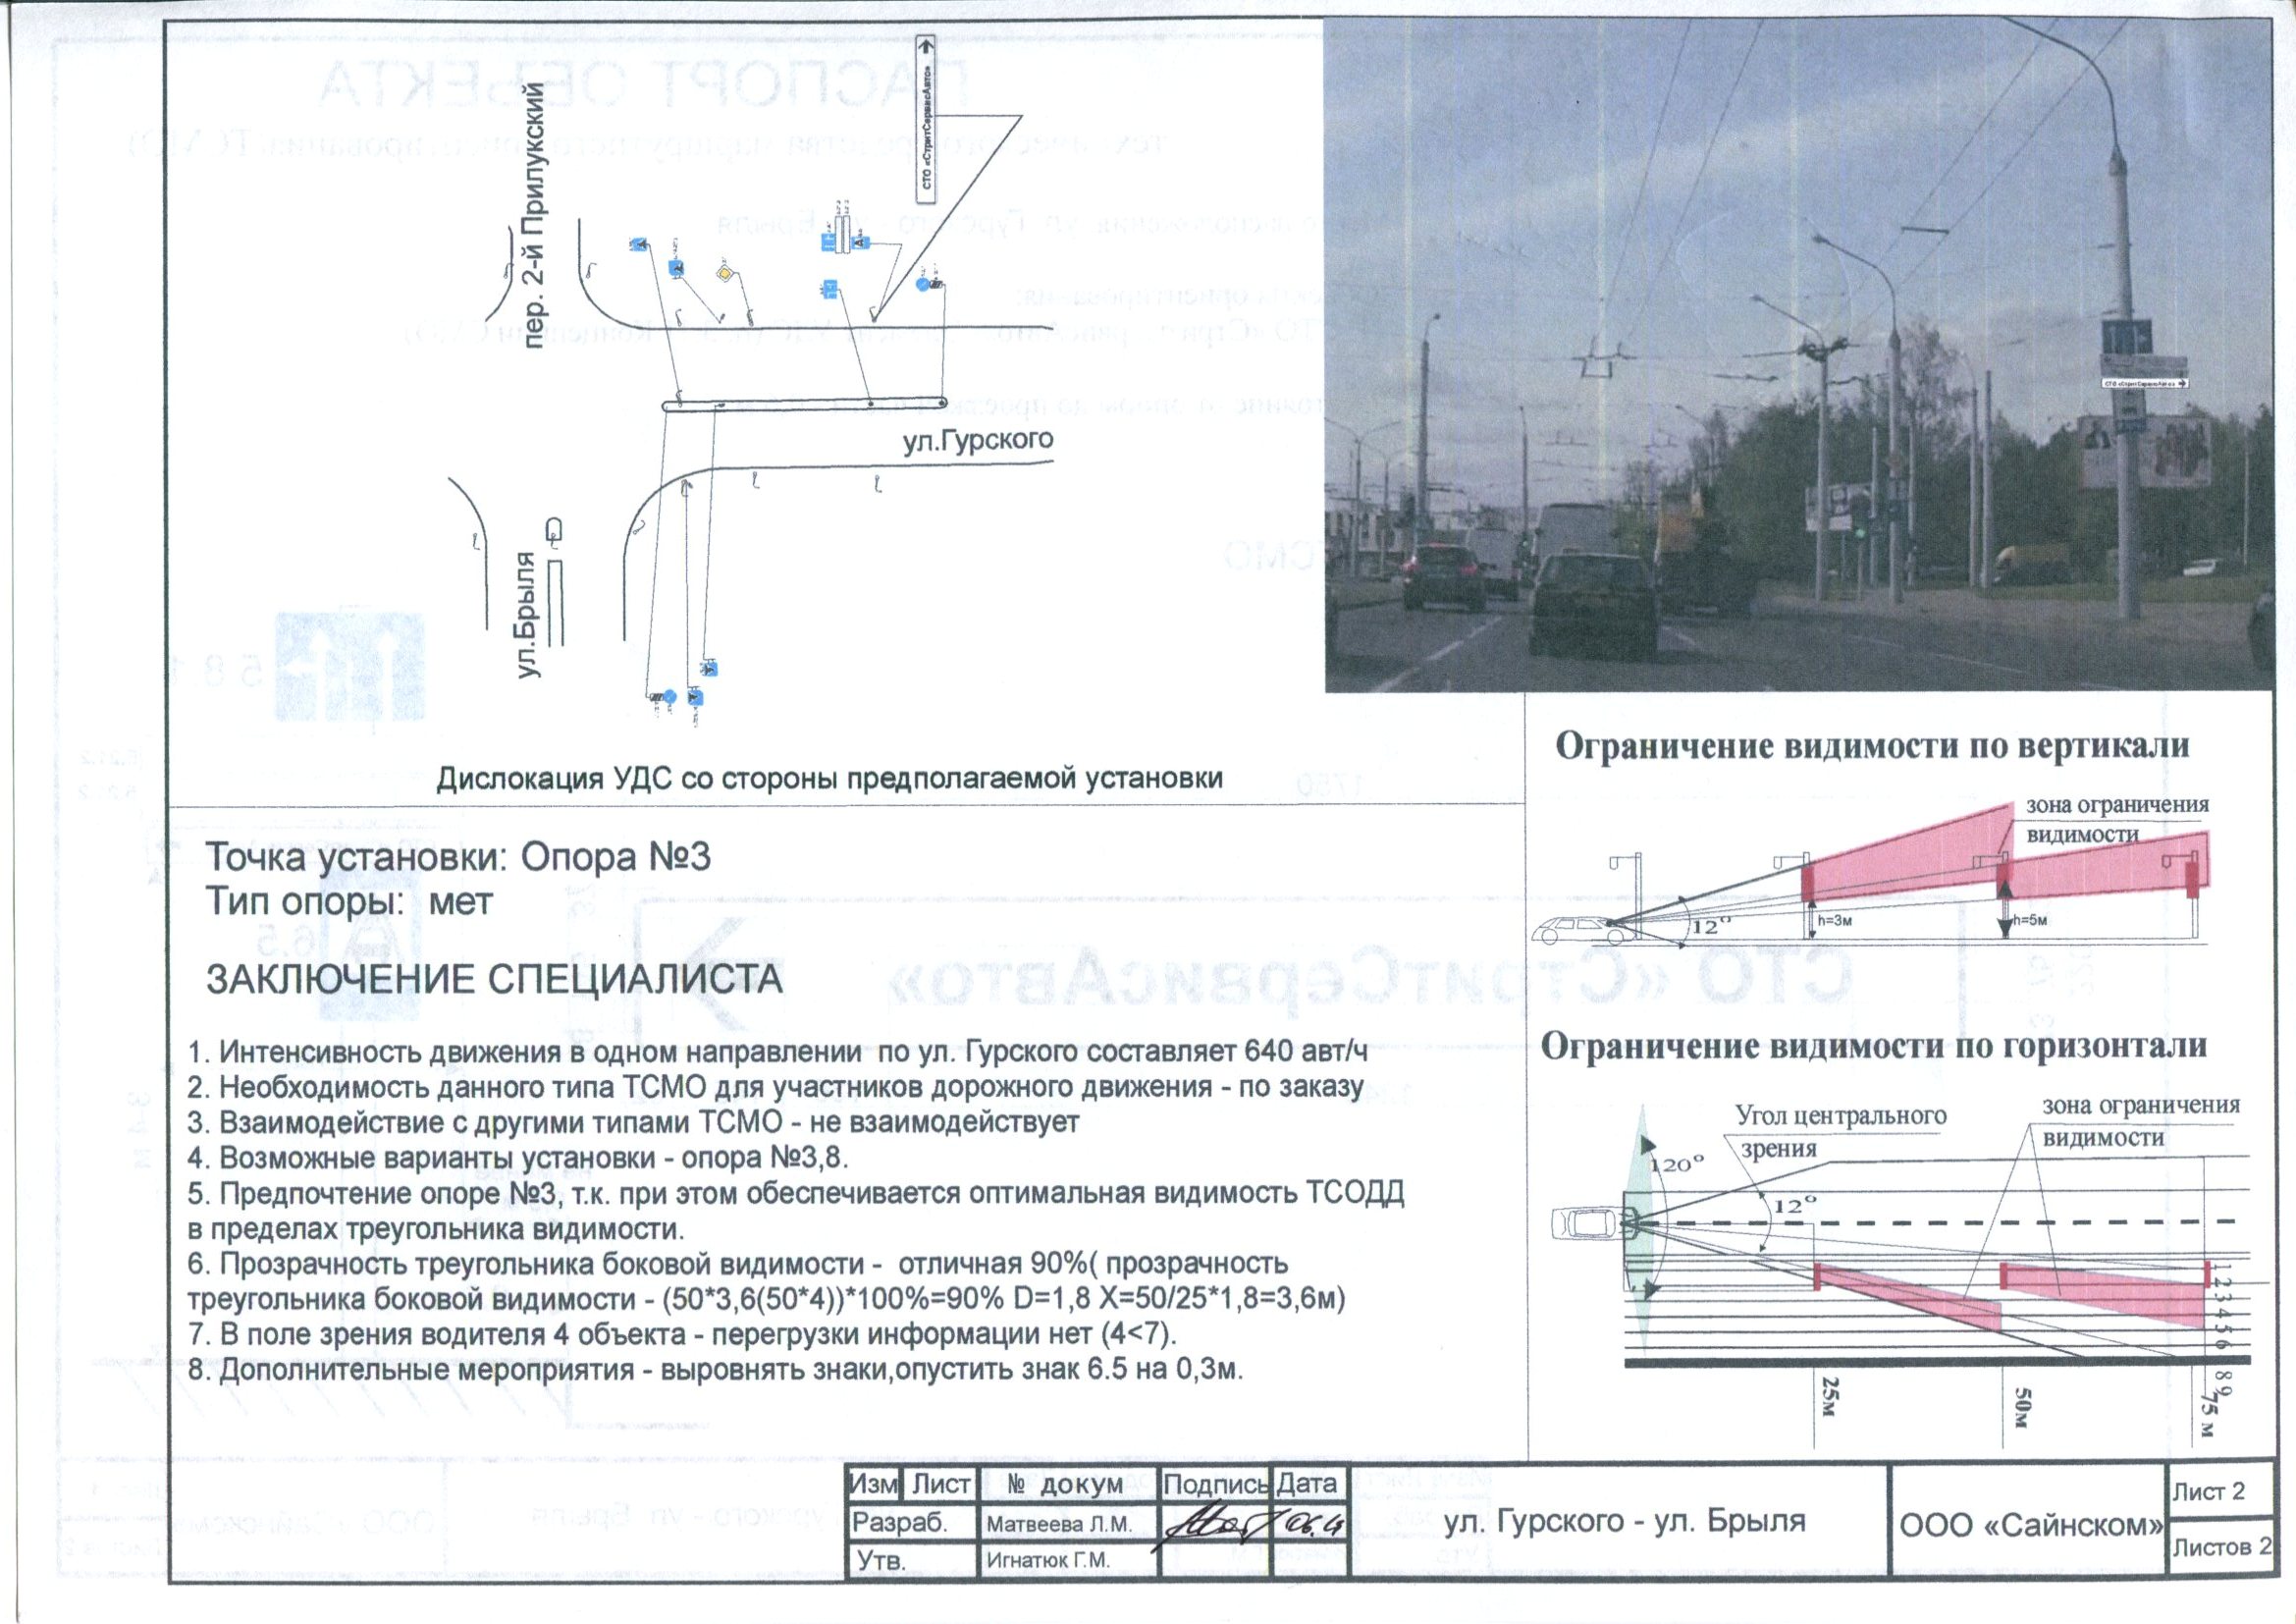 СТО «СтритСервисАвто»
пер. 2-й Прилукский
ул.Гурского
ул.Брыля
Дислокация УДС со стороны предполагаемой установки
СТО «СтритСервисАвто»
Точка установки: Опора №3
Тип опоры: мет
ЗАКЛЮЧЕНИЕ СПЕЦИАЛИСТА
1. Интенсивность движения в одном направлении по ул. Гурского составляет 640 авт/ч
2. Необходимость данного типа ТСМО для участников дорожного движения - по заказу
3. Взаимодействие с другими типами ТСМО - не взаимодействует
4. Возможные варианты установки - опора №3,8.
5. Предпочтение опоре №3, т.к. при этом обеспечивается оптимальная видимость ТСОДД
в пределах треугольника видимости.
6. Прозрачность треугольника боковой видимости - отличная 90%( прозрачность
треугольника боковой видимости - (50*3,6(50*4))*100%=90% D=1,8 X=50/25*1,8=3,6м)
7. В поле зрения водителя 4 объекта - перегрузки информации нет (4<7).
8. Дополнительные мероприятия - выровнять знаки,опустить знак 6.5 на 0,3м.
Ограничение видимости по вертикали
зона ограничения
видимости
12°
h=3м
h=5м
Ограничение видимости по горизонтали
Угол центрального
зрения
зона ограничения
видимости
120°
12°
1 2 3 4 5 6 8 9
25м
50м
75 м
Изм Лист № докум Подпись Дата
Разраб. Матвеева Л.М.
Утв. Игнатюк Г.М.
ул. Гурского - ул. Брыля
ООО «Сайнском»
Лист 2
Листов 2